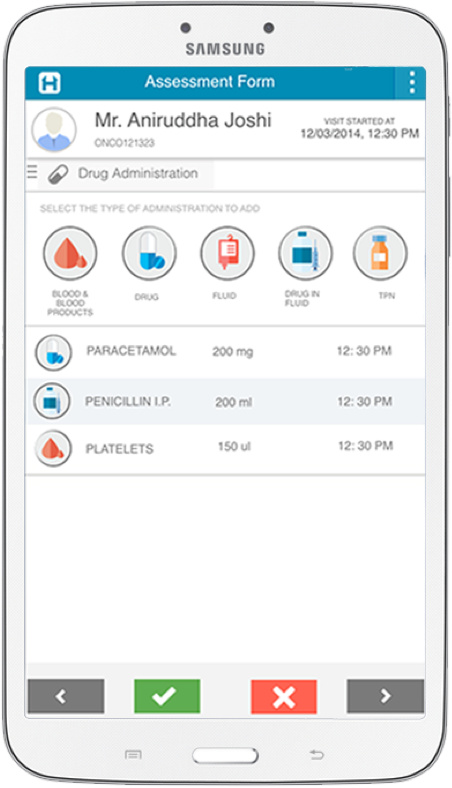 SAMSUNG
H
Assessment Form
Mr. Aniruddha Joshi
ONCO121323
VISIT STARTED AT
12/03/2014, 12:30 PM
Drug Administration
SELECT THE TYPE OF ADMINISTRATION TO ADD
BLOOD &
BLOOD
PRODUCTS
DRUG
FLUID
DRUG IN
FLUID
TPN
PARACETAMOL 200 mg 12: 30 PM
PENICILLIN I.P. 200 ml 12: 30 PM
PLATELETS 150 ul 12: 30 PM